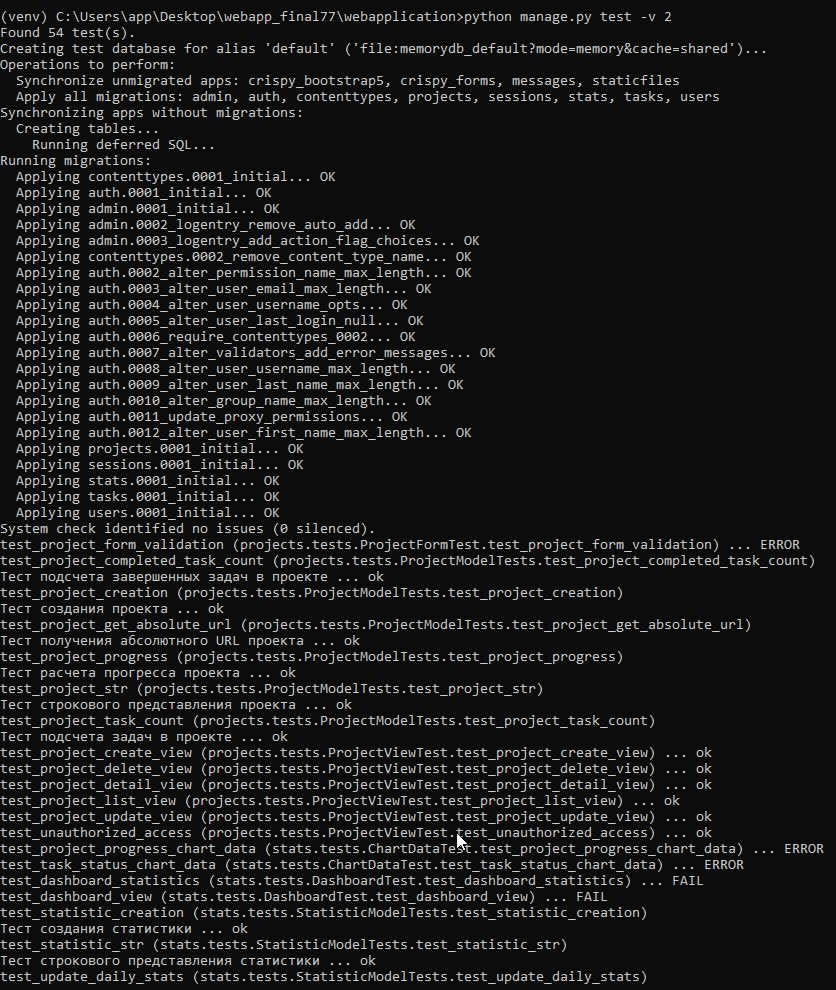 (venv) C:\Users\app\Desktop\webapp_final77\webapplication>python manage.py test -v 2
Found 54 test(s).
Creating test database for alias 'default' ('file:memorydb_default?mode=memory&cache=shared')...
Operations to perform:
  Synchronize unmigrated apps: crispy_bootstrap5, crispy_forms, messages, staticfiles
  Apply all migrations: admin, auth, contenttypes, projects, sessions, stats, tasks, users
Synchronizing apps without migrations:
  Creating tables...
    Running deferred SQL...
Running migrations:
  Applying contenttypes.0001_initial... OK
  Applying auth.0001_initial... OK
  Applying admin.0001_initial... OK
  Applying admin.0002_logentry_remove_auto_add... OK
  Applying admin.0003_logentry_add_action_flag_choices... OK
  Applying contenttypes.0002_remove_content_type_name... OK
  Applying auth.0002_alter_permission_name_max_length... OK
  Applying auth.0003_alter_user_email_max_length... OK
  Applying auth.0004_alter_user_username_opts... OK
  Applying auth.0005_alter_user_last_login_null... OK
  Applying auth.0006_require_contenttypes_0002... OK
  Applying auth.0007_alter_validators_add_error_messages... OK
  Applying auth.0008_alter_user_username_max_length... OK
  Applying auth.0009_alter_user_last_name_max_length... OK
  Applying auth.0010_alter_group_name_max_length... OK
  Applying auth.0011_update_proxy_permissions... OK
  Applying auth.0012_alter_user_first_name_max_length... OK
  Applying projects.0001_initial... OK
  Applying sessions.0001_initial... OK
  Applying stats.0001_initial... OK
  Applying tasks.0001_initial... OK
  Applying users.0001_initial... OK
System check identified no issues (0 silenced).
test_project_form_validation (projects.tests.ProjectFormTest.test_project_form_validation) ... ERROR
test_project_completed_task_count (projects.tests.ProjectModelTests.test_project_completed_task_count)
Тест подсчета завершенных задач в проекте ... ok
test_project_creation (projects.tests.ProjectModelTests.test_project_creation)
Тест создания проекта ... ok
test_project_get_absolute_url (projects.tests.ProjectModelTests.test_project_get_absolute_url)
Тест получения абсолютного URL проекта ... ok
test_project_progress (projects.tests.ProjectModelTests.test_project_progress)
Тест расчета прогресса проекта ... ok
test_project_str (projects.tests.ProjectModelTests.test_project_str)
Тест строкового представления проекта ... ok
test_project_task_count (projects.tests.ProjectModelTests.test_project_task_count)
Тест подсчета задач в проекте ... ok
test_project_create_view (projects.tests.ProjectViewTest.test_project_create_view) ... ok
test_project_delete_view (projects.tests.ProjectViewTest.test_project_delete_view) ... ok
test_project_detail_view (projects.tests.ProjectViewTest.test_project_detail_view) ... ok
test_project_list_view (projects.tests.ProjectViewTest.test_project_list_view) ... ok
test_project_update_view (projects.tests.ProjectViewTest.test_project_update_view) ... ok
test_unauthorized_access (projects.tests.ProjectViewTest.test_unauthorized_access) ... ok
test_project_progress_chart_data (stats.tests.ChartDataTest.test_project_progress_chart_data) ... ERROR
test_task_status_chart_data (stats.tests.ChartDataTest.test_task_status_chart_data) ... ERROR
test_dashboard_statistics (stats.tests.DashboardTest.test_dashboard_statistics) ... FAIL
test_dashboard_view (stats.tests.DashboardTest.test_dashboard_view) ... FAIL
test_statistic_creation (stats.tests.StatisticModelTests.test_statistic_creation)
Тест создания статистики ... ok
test_statistic_str (stats.tests.StatisticModelTests.test_statistic_str)
Тест строкового представления статистики ... ok
test_update_daily_stats (stats.tests.StatisticModelTests.test_update_daily_stats)